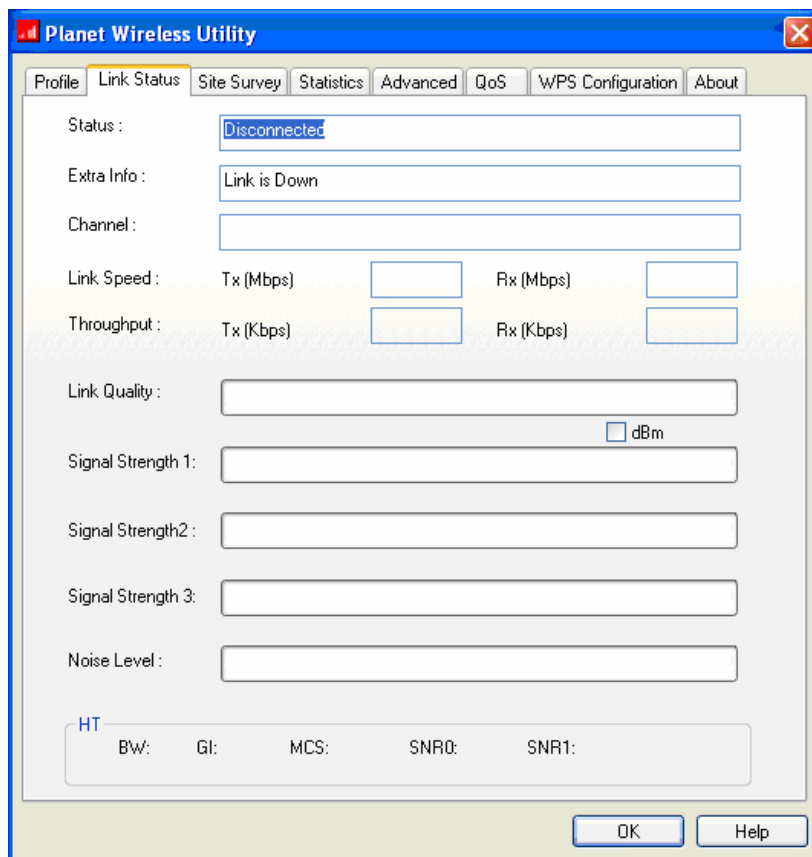 Planet Wireless Utility
Profile Link Status Site Survey Statistics Advanced QoS WPS Configuration About
Status : Disconnected
Extra Info : Link is Down
Channel :
Link Speed : Tx (Mbps) Rx (Mbps)
Throughput : Tx (Kbps) Rx (Kbps)
Link Quality :
dBm
Signal Strength 1:
Signal Strength2 :
Signal Strength 3:
Noise Level :
HT
BW: GI: MCS: SNR0: SNR1:
OK Help